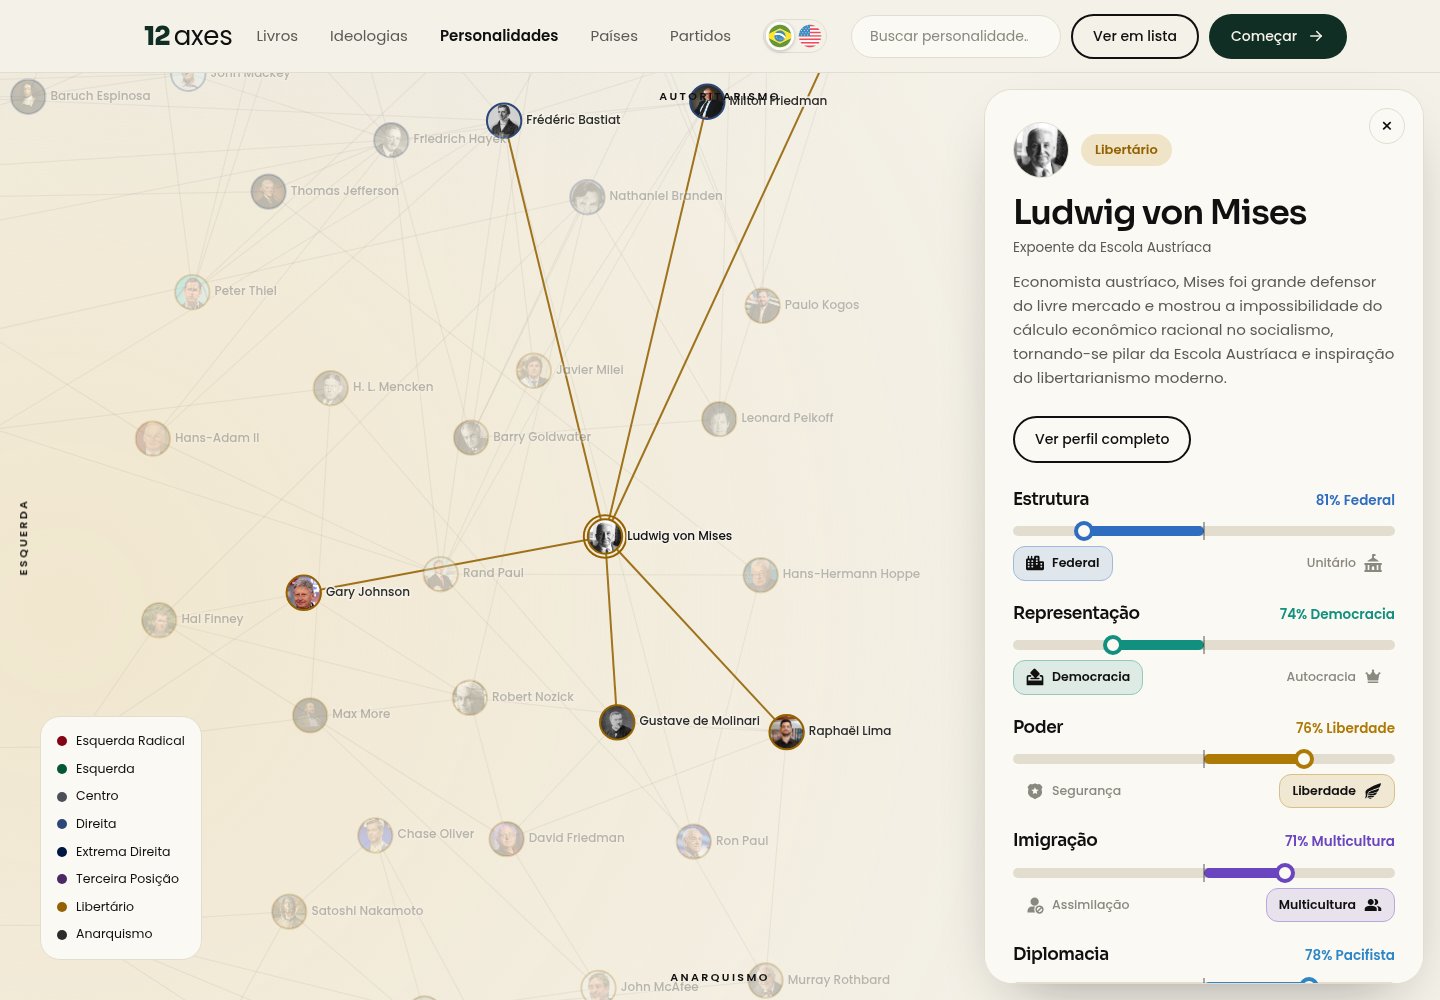 12 axes
Livros
Ideologias
Personalidades
Países
Partidos
Buscar personalidade..
Ver em lista
Começar
John Mackey
Baruch Espinosa
AUTORITARISMO
Milton Friedman
Frédéric Bastiat
Friedrich Hayek
Thomas Jefferson
Nathaniel Branden
Peter Thiel
Paulo Kogos
Javier Milei
H. L. Mencken
Leonard Peikoff
Hans-Adam II
Barry Goldwater
ESQUERDA
Ludwig von Mises
Rand Paul
Hans-Hermann Hoppe
Gary Johnson
Hal Finney
Robert Nozick
Max More
Gustave de Molinari
Raphaël Lima
Chase Oliver
David Friedman
Ron Paul
Satoshi Nakamoto
ANARQUISMO
John McAfee
Murray Rothbard
Esquerda Radical
Esquerda
Centro
Direita
Extrema Direita
Terceira Posição
Libertário
Anarquismo
Libertário
Ludwig von Mises
Expoente da Escola Austríaca
Economista austríaco, Mises foi grande defensor
do livre mercado e mostrou a impossibilidade do
cálculo econômico racional no socialismo,
tornando-se pilar da Escola Austríaca e inspiração
do libertarianismo moderno.
Ver perfil completo
Estrutura
81% Federal
Federal
Unitário
Representação
74% Democracia
Democracia
Autocracia
Poder
76% Liberdade
Segurança
Liberdade
Imigração
71% Multicultura
Assimilação
Multicultura
Diplomacia
78% Pacifista